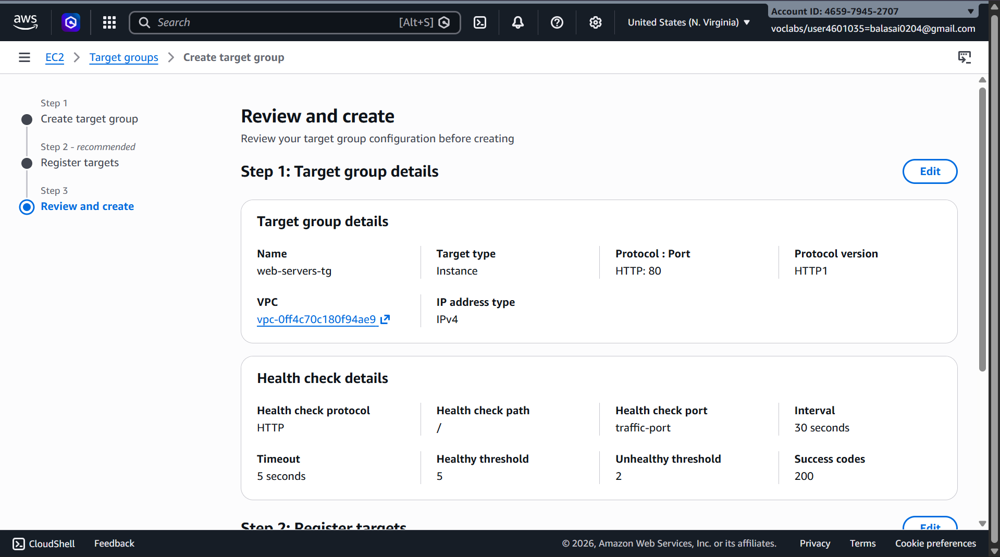 aws
Search
[Alt+S]
United States (N. Virginia)
Account ID: 4659-7945-2707
voclabs/user4601035=balasai0204@gmail.com
EC2
Target groups
Create target group
Step 1
Create target group
Step 2 - recommended
Register targets
Step 3
Review and create
Review and create
Review your target group configuration before creating
Step 1: Target group details
Edit
Target group details
Name
web-servers-tg
Target type
Instance
Protocol : Port
HTTP: 80
Protocol version
HTTP1
VPC
vpc-0ff4c70c180f94ae9
IP address type
IPv4
Health check details
Health check protocol
HTTP
Health check path
/
Health check port
traffic-port
Interval
30 seconds
Timeout
5 seconds
Healthy threshold
5
Unhealthy threshold
2
Success codes
200
Step 2: Register targets
Edit
CloudShell
Feedback
© 2026, Amazon Web Services, Inc. or its affiliates.
Privacy
Terms
Cookie preferences